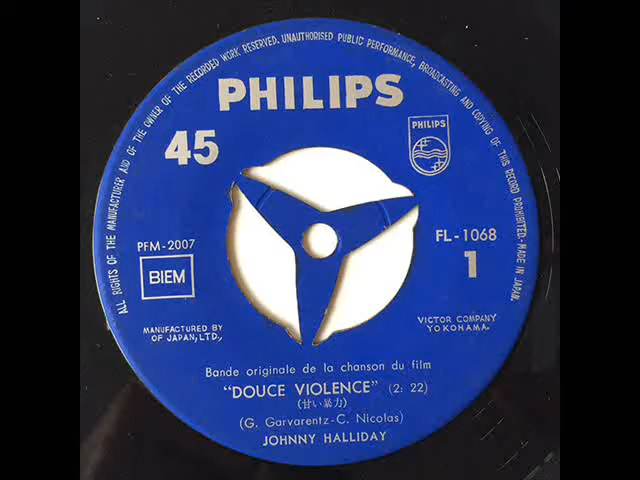 ALL RIGHTS OF THE MANUFACTURER AND OF THE OWNER OF THE RECORDED WORK RESERVED. UNAUTHORISED PUBLIC PERFORMANCE, BROADCASTING AND COPYING OF THIS RECORD PROHIBITED.-MADE IN JAPAN.
PHILIPS
45
PHILIPS
PFM-2007
BIEM
FL-1068
1
MANUFACTURED BY VICTOR COMPANY
OF JAPAN, LTD., YOKOHAMA.
Bande originale de la chanson du film
"DOUCE VIOLENCE" (2: 22)
(甘い暴力)
(G. Garvarentz-C. Nicolas)
JOHNNY HALLIDAY